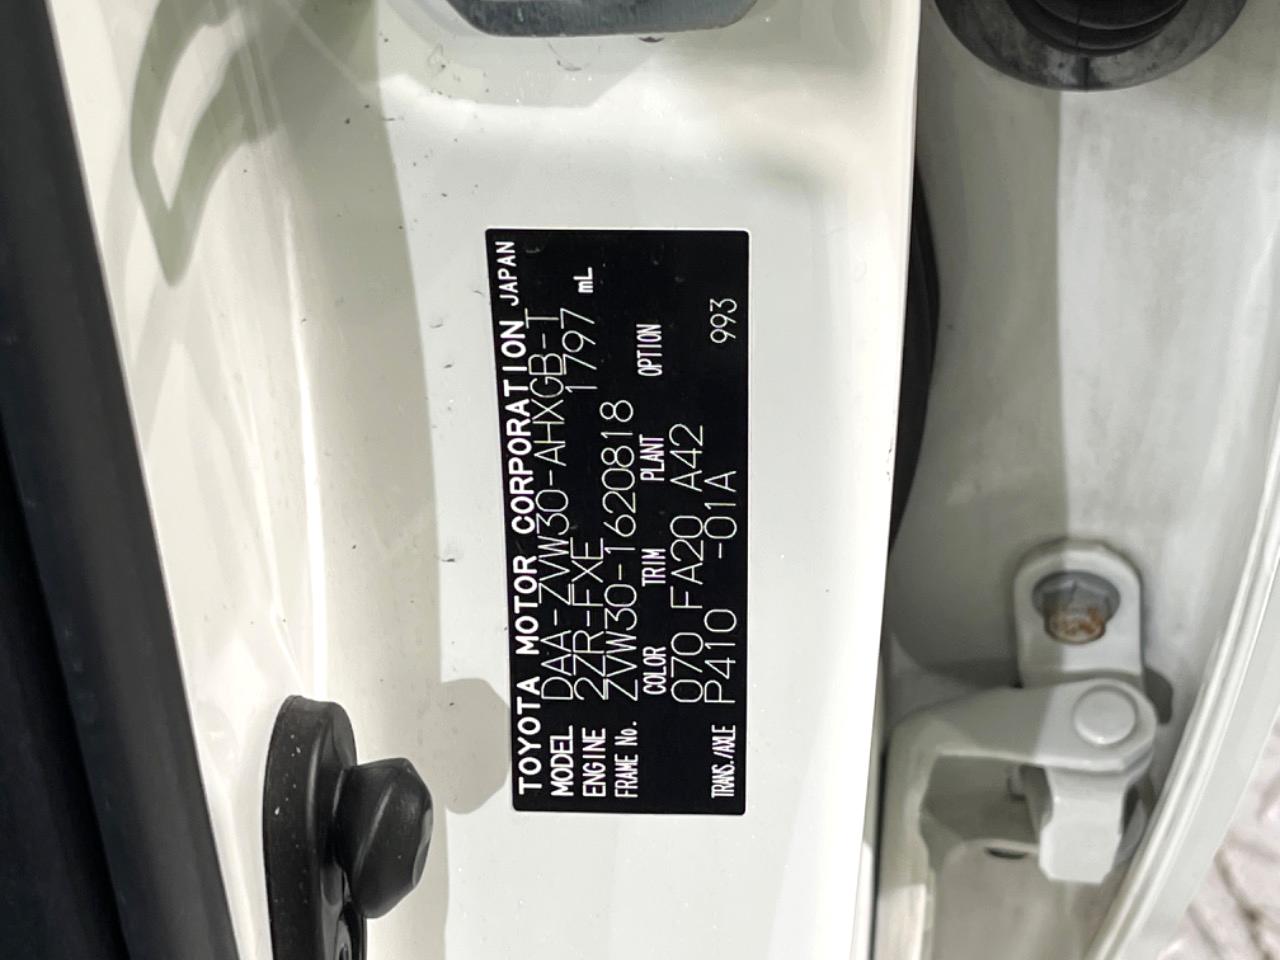 TOYOTA MOTOR CORPORATION JAPAN
MODEL DAA-ZVW30-AHXGB-T
ENGINE 2ZR-FXE 1797 mL
FRAME No. ZVW30-1620818
COLOR TRIM PLANT OPTION
070 FA20 A42
TRANS./AXLE P410 -01A 993